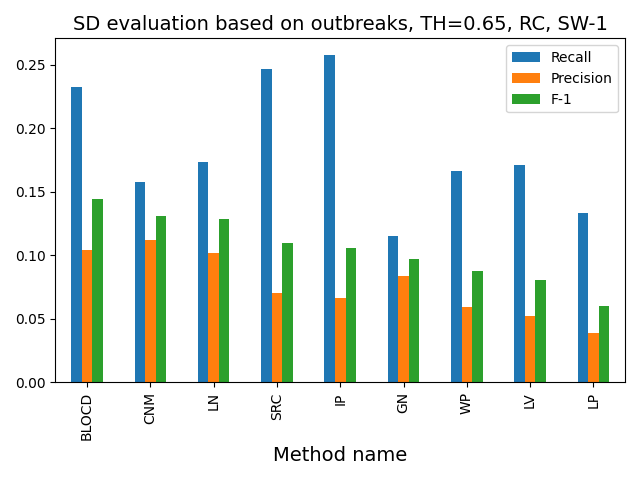 SD evaluation based on outbreaks, TH=0.65, RC, SW-1
Recall
Precision
F-1
0.25
0.20
0.15
0.10
0.05
0.00
BLOCD
CNM
LN
SRC
IP
GN
WP
LV
LP
Method name